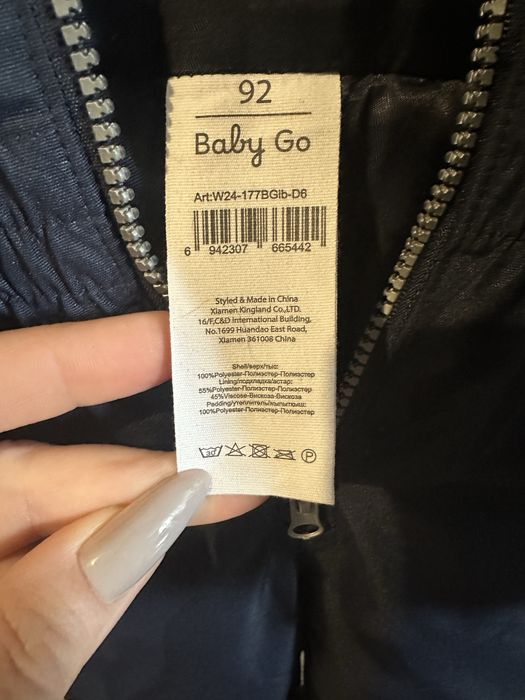 92
Baby Go
Art:W24-177BGib-D6
6 942307 665442
Styled & Made in China
Xiamen Kingland Co.,LTD.
16/F,C&D International Building,
No.1699 Huandao East Road,
Xiamen 361008 China
Shell/верх/тыс:
100%Polyester-Полиэстер-Полиэстер
Lining/подкладка/астар:
55%Polyester-Полиэстер-Полиэстер
45%Viscose-Вискоза-Вискоза
Padding/утеплитель/жылытқыш:
100%Polyester-Полиэстер-Полиэстер
P